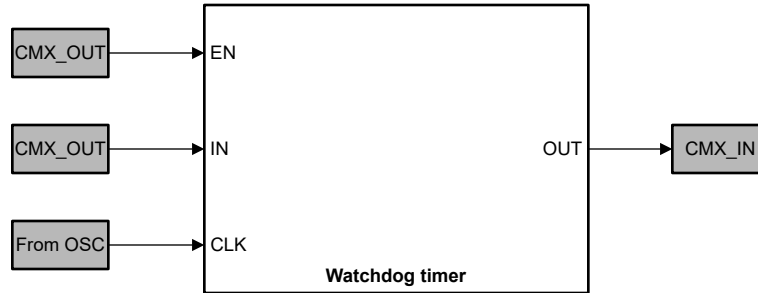 CMX_OUT
EN
CMX_OUT
IN
OUT
CMX_IN
From OSC
CLK
Watchdog timer